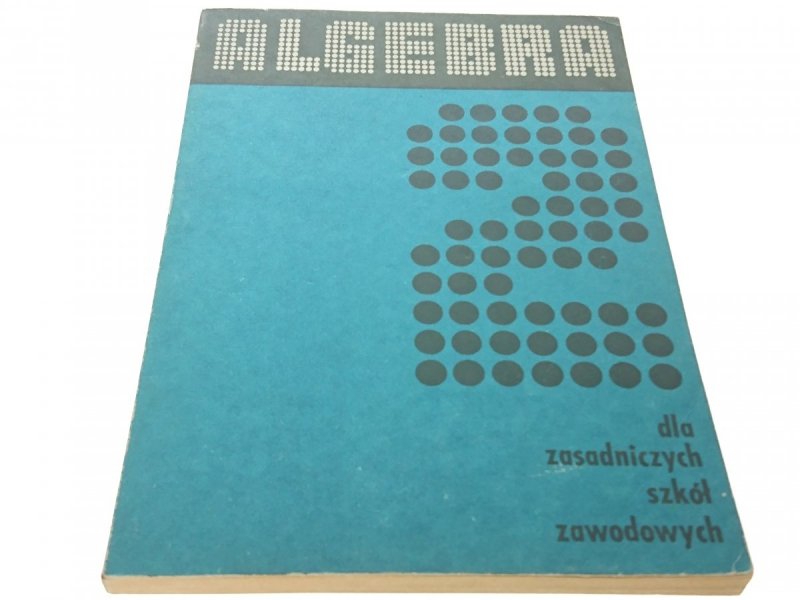 ALGEBRA
2
dla
zasadniczych
szkół
zawodowych